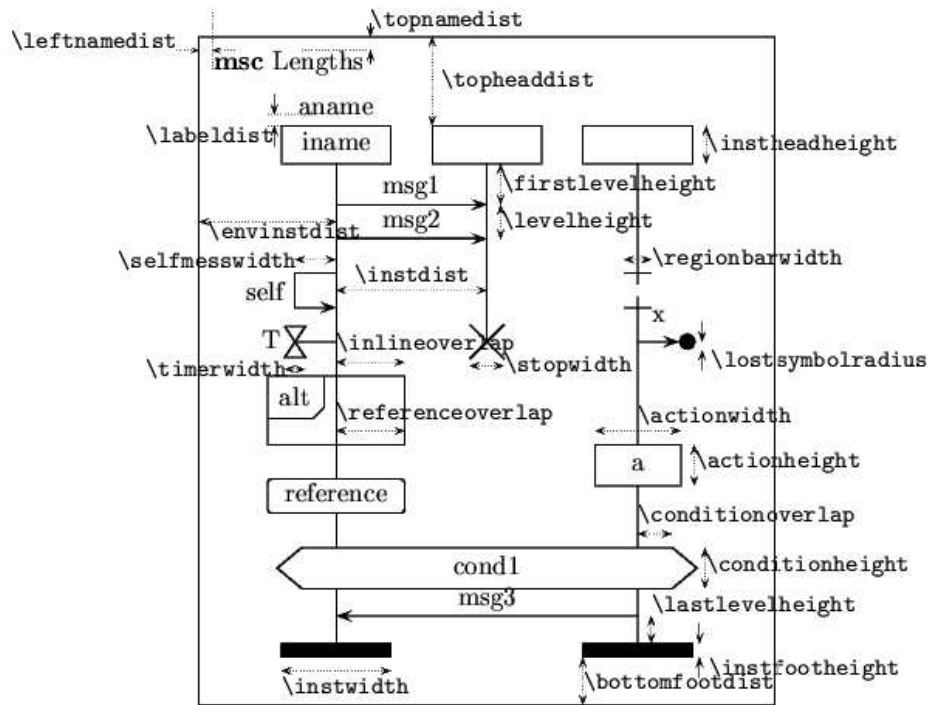 \topnamedist
\leftnamedist
msc Lengths
\topheaddist
aname
\labeldist
iname
\instheadheight
msg1
\firstlevelheight
msg2
\levelheight
\envinstdist
\selfmesswidth
\regionbarwidth
\instdist
self
x
T
\inlineoverlap
\stopwidth
\lostsymbolradius
\timerwidth
alt
\referenceoverlap
\actionwidth
a
\actionheight
reference
\conditionoverlap
cond1
\conditionheight
msg3
\lastlevelheight
\instfootheight
\instwidth
\bottomfootdist